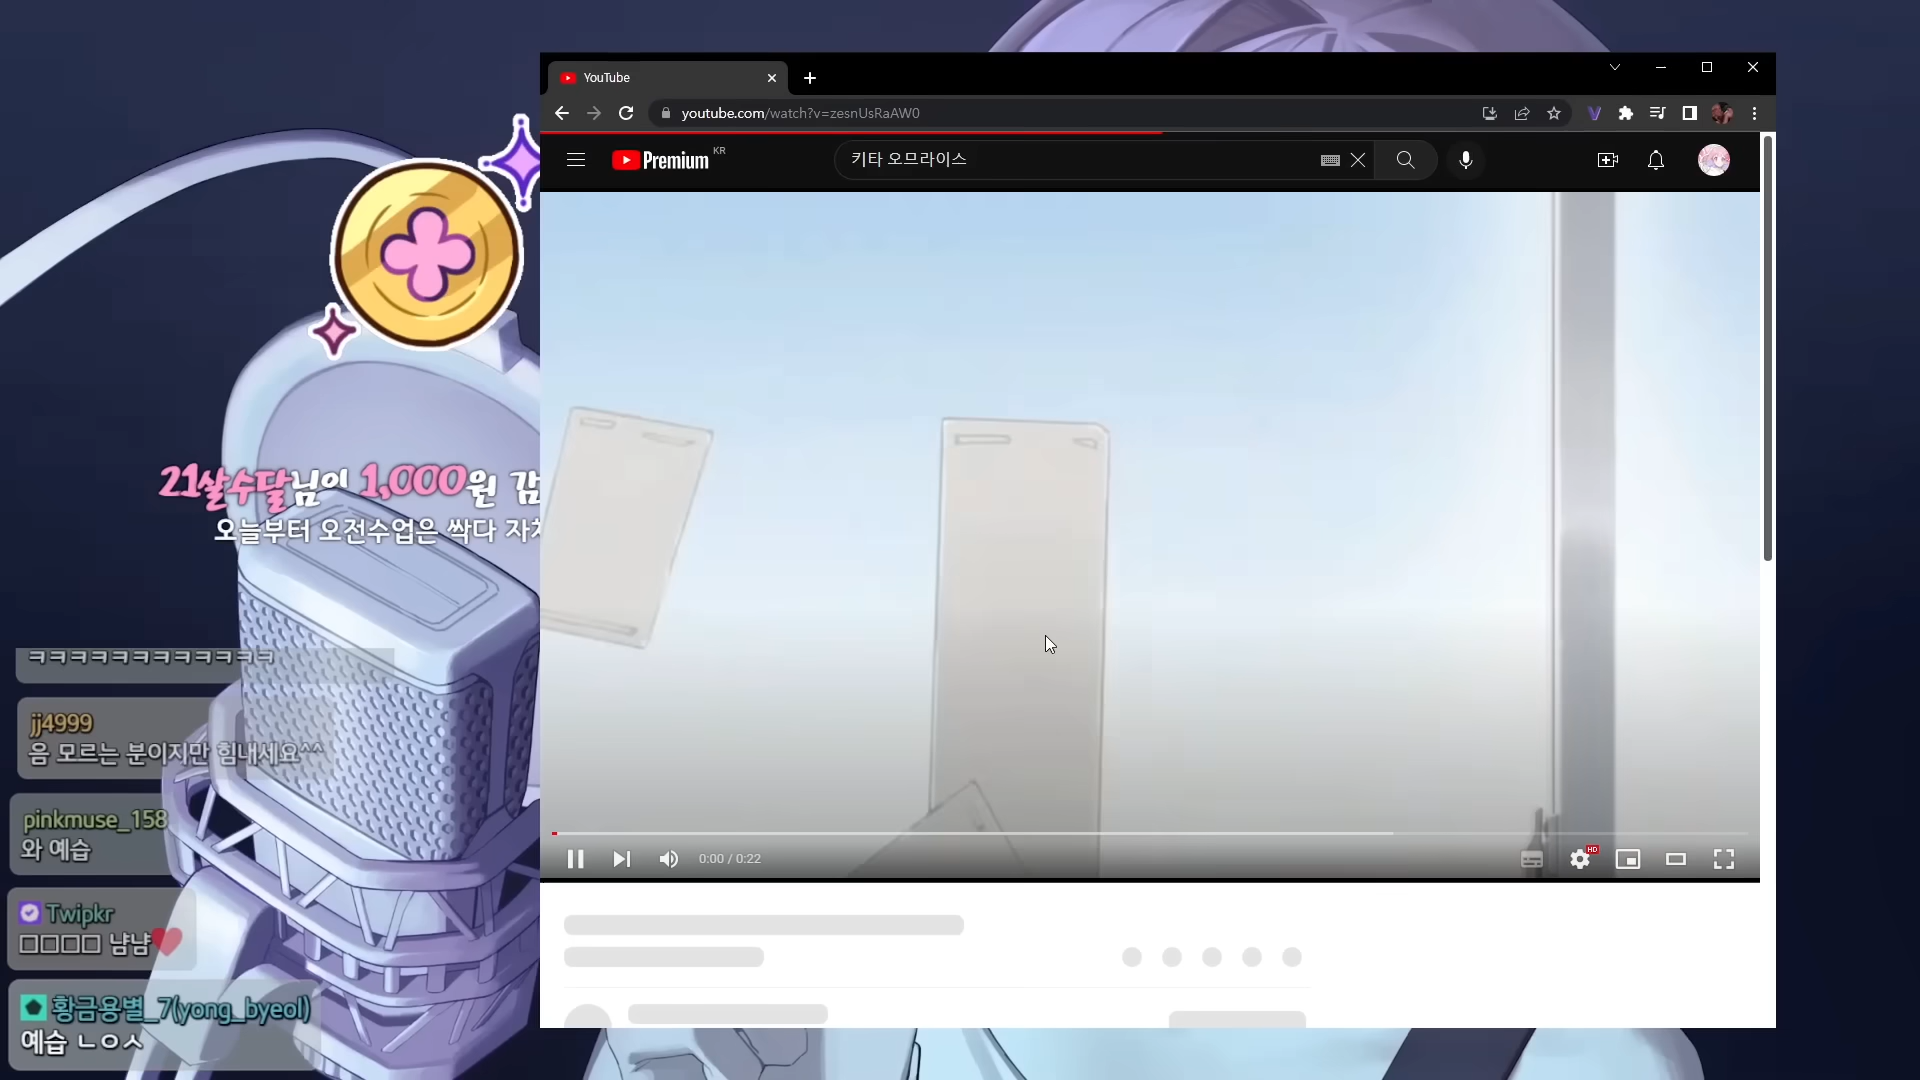 YouTube
youtube.com/watch?v=zesnUsRaAW0
Premium KR
키타 오므라이스
21살수달님이 1,000원 감
오늘부터 오전수업은 싹다 자체
ㅋㅋㅋㅋㅋㅋㅋㅋㅋㅋㅋㅋ
jj4999
음 모르는 분이지만 힘내세요^^
pinkmuse_158
와 예습
Twipkr
□□□□ 냠냠❤
황금용별_7(yong_byeol)
예습 ㄴㅇㅅ
0:00 / 0:22
HD